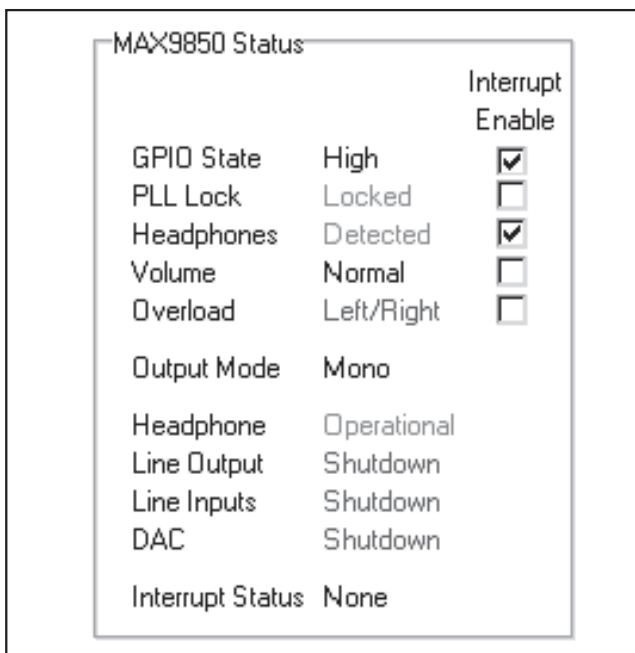 MAX9850 Status
Interrupt
Enable
GPIO State High
PLL Lock Locked
Headphones Detected
Volume Normal
Overload Left/Right
Output Mode Mono
Headphone Operational
Line Output Shutdown
Line Inputs Shutdown
DAC Shutdown
Interrupt Status None